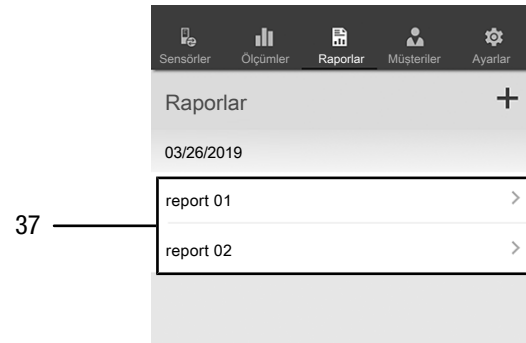 Sensörler Ölçümler Raporlar Müşteriler Ayarlar
Raporlar
03/26/2019
report 01
37
report 02